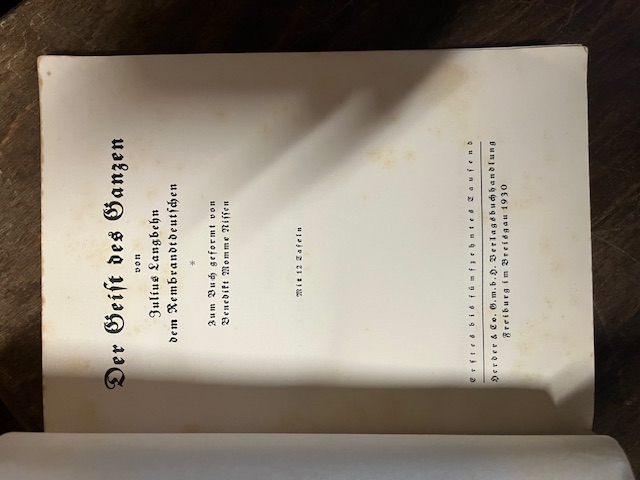 Der Geist des Ganzen
von
Julius Langbehn
dem Rembrandtdeutschen
*
Zum Buch geformt von
Benedikt Momme Nissen
Mit 12 Tafeln
Erstes bis fünfzehntes Tausend
Herder & Co. G.m.b.H. Verlagsbuchhandlung
Freiburg im Breisgau 1930